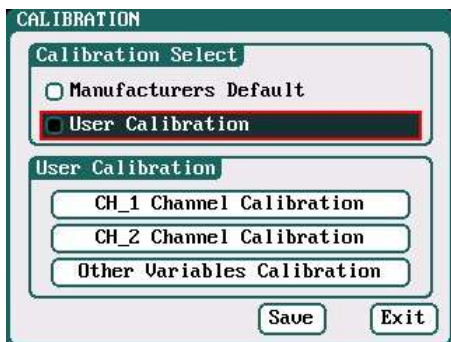 CALIBRATION
Calibration Select
Manufacturers Default
User Calibration
User Calibration
CH_1 Channel Calibration
CH_2 Channel Calibration
Other Variables Calibration
Save Exit